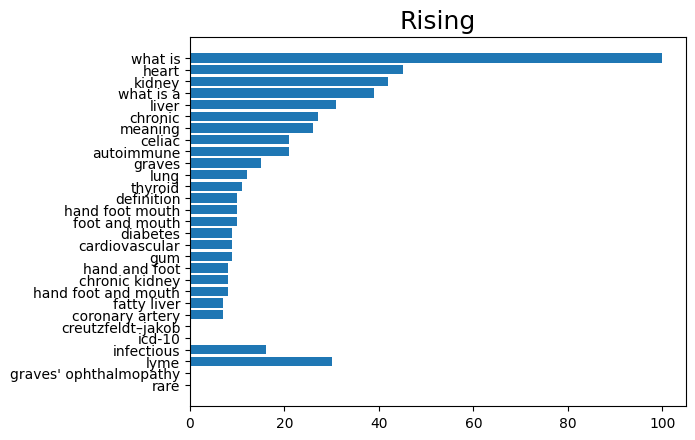 Rising
what is
heart
kidney
what is a
liver
chronic
meaning
celiac
autoimmune
graves
lung
thyroid
definition
hand foot mouth
foot and mouth
diabetes
cardiovascular
gum
hand and foot
chronic kidney
hand foot and mouth
fatty liver
coronary artery
creutzfeldt–jakob
icd-10
infectious
lyme
graves' ophthalmopathy
rare
0 20 40 60 80 100